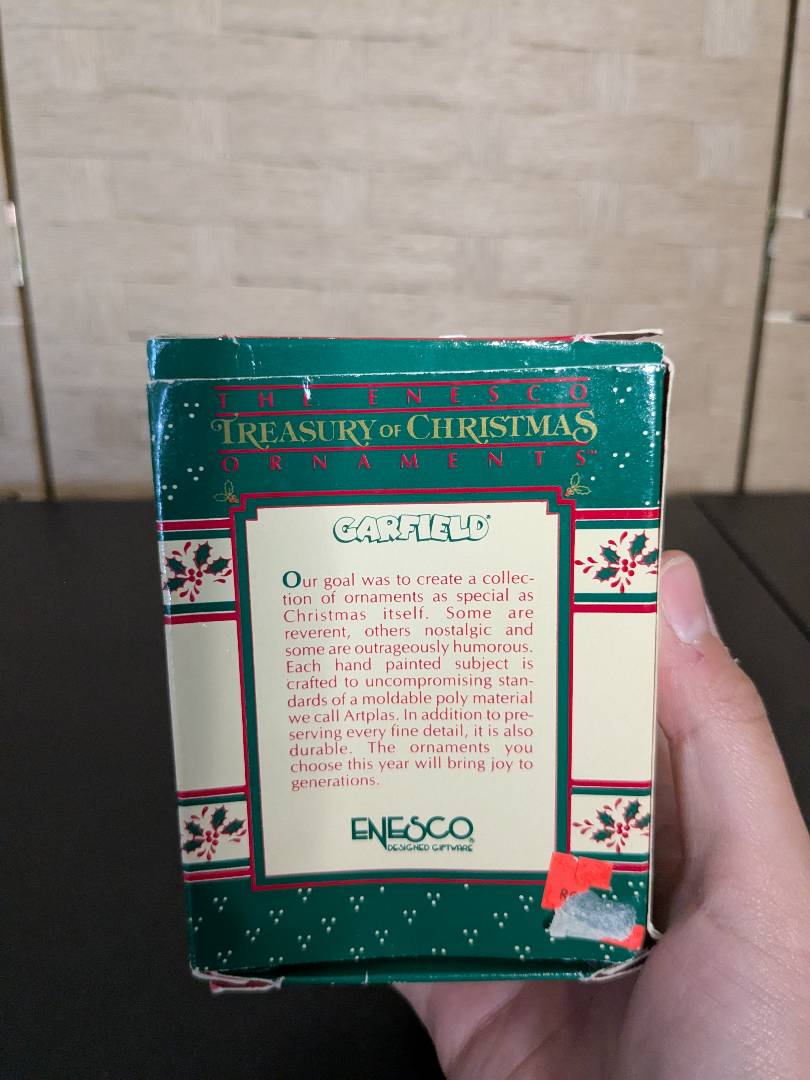 THE ENESCO
TREASURY OF CHRISTMAS
ORNAMENTS™
GARFIELD®
Our goal was to create a collec-
tion of ornaments as special as
Christmas itself. Some are
reverent, others nostalgic and
some are outrageously humorous.
Each hand painted subject is
crafted to uncompromising stan-
dards of a moldable poly material
we call Artplas. In addition to pre-
serving every fine detail, it is also
durable. The ornaments you
choose this year will bring joy to
generations.
ENESCO®
DESIGNED GIFTWARE